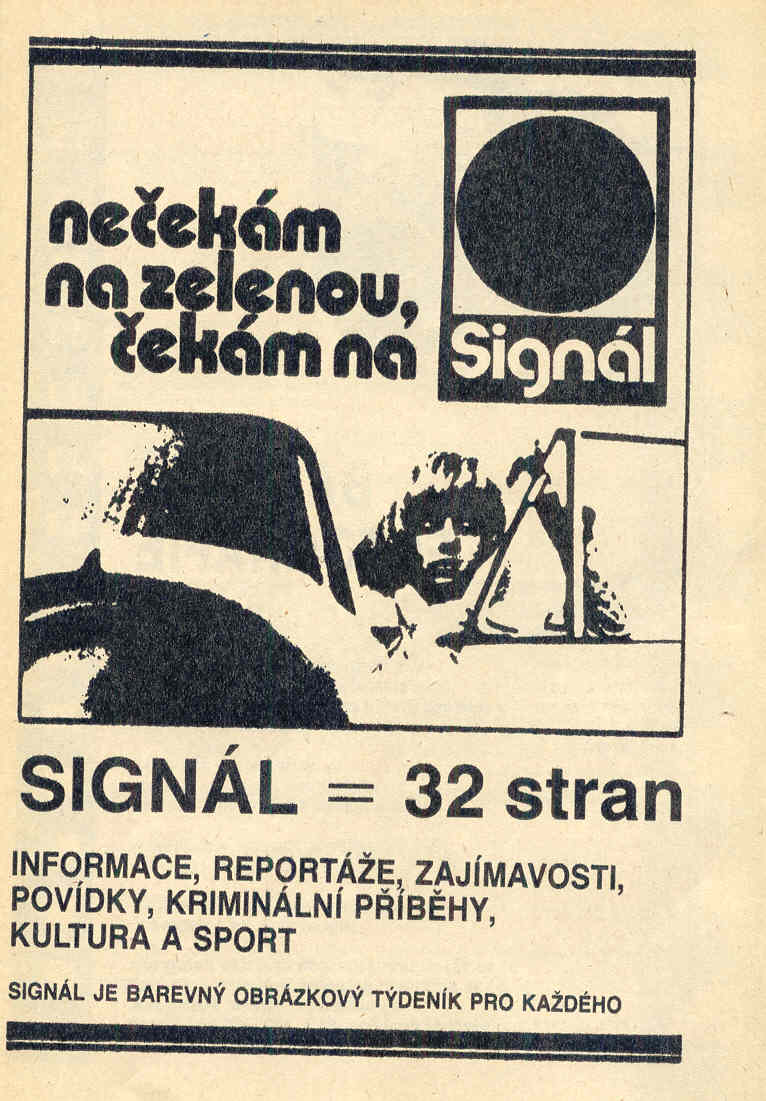 nečekám
na zelenou,
čekám na
Signál
SIGNÁL = 32 stran
INFORMACE, REPORTÁŽE, ZAJÍMAVOSTI,
POVÍDKY, KRIMINÁLNÍ PŘÍBĚHY,
KULTURA A SPORT
SIGNÁL JE BAREVNÝ OBRÁZKOVÝ TÝDENÍK PRO KAŽDÉHO